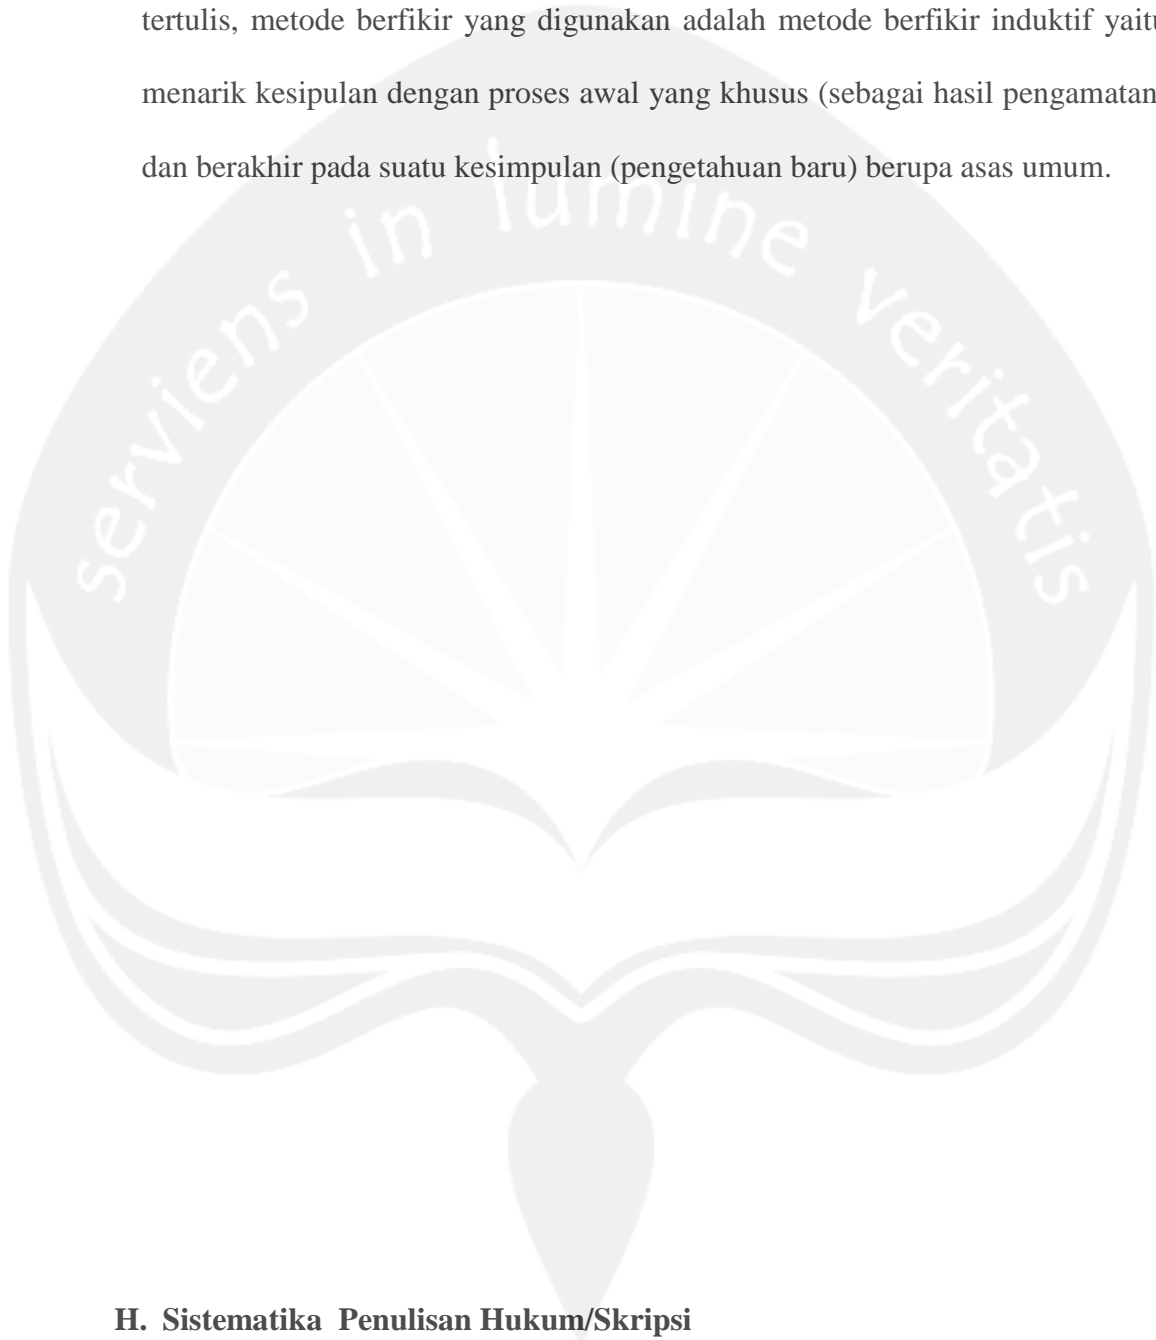 tertulis, metode berfikir yang digunakan adalah metode berfikir induktif yaitu
menarik kesipulan dengan proses awal yang khusus (sebagai hasil pengamatan
dan berakhir pada suatu kesimpulan (pengetahuan baru) berupa asas umum.
serviens in lumine veritatis
H. Sistematika Penulisan Hukum/Skripsi